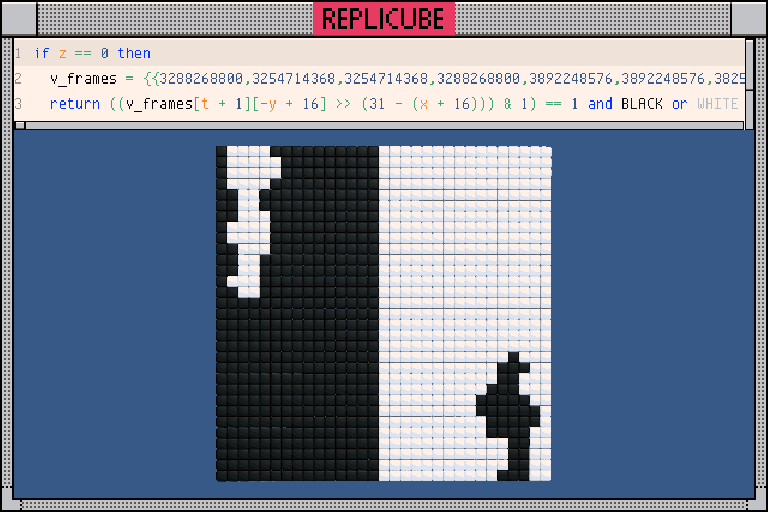 REPLICUBE
1 if z == 0 then
2 v_frames = {{3288268800,3254714368,3254714368,3288268800,3892248576,3892248576,3825
3 return ((v_frames[t + 1][-y + 16] >> (31 - (x + 16))) & 1) == 1 and BLACK or WHITE